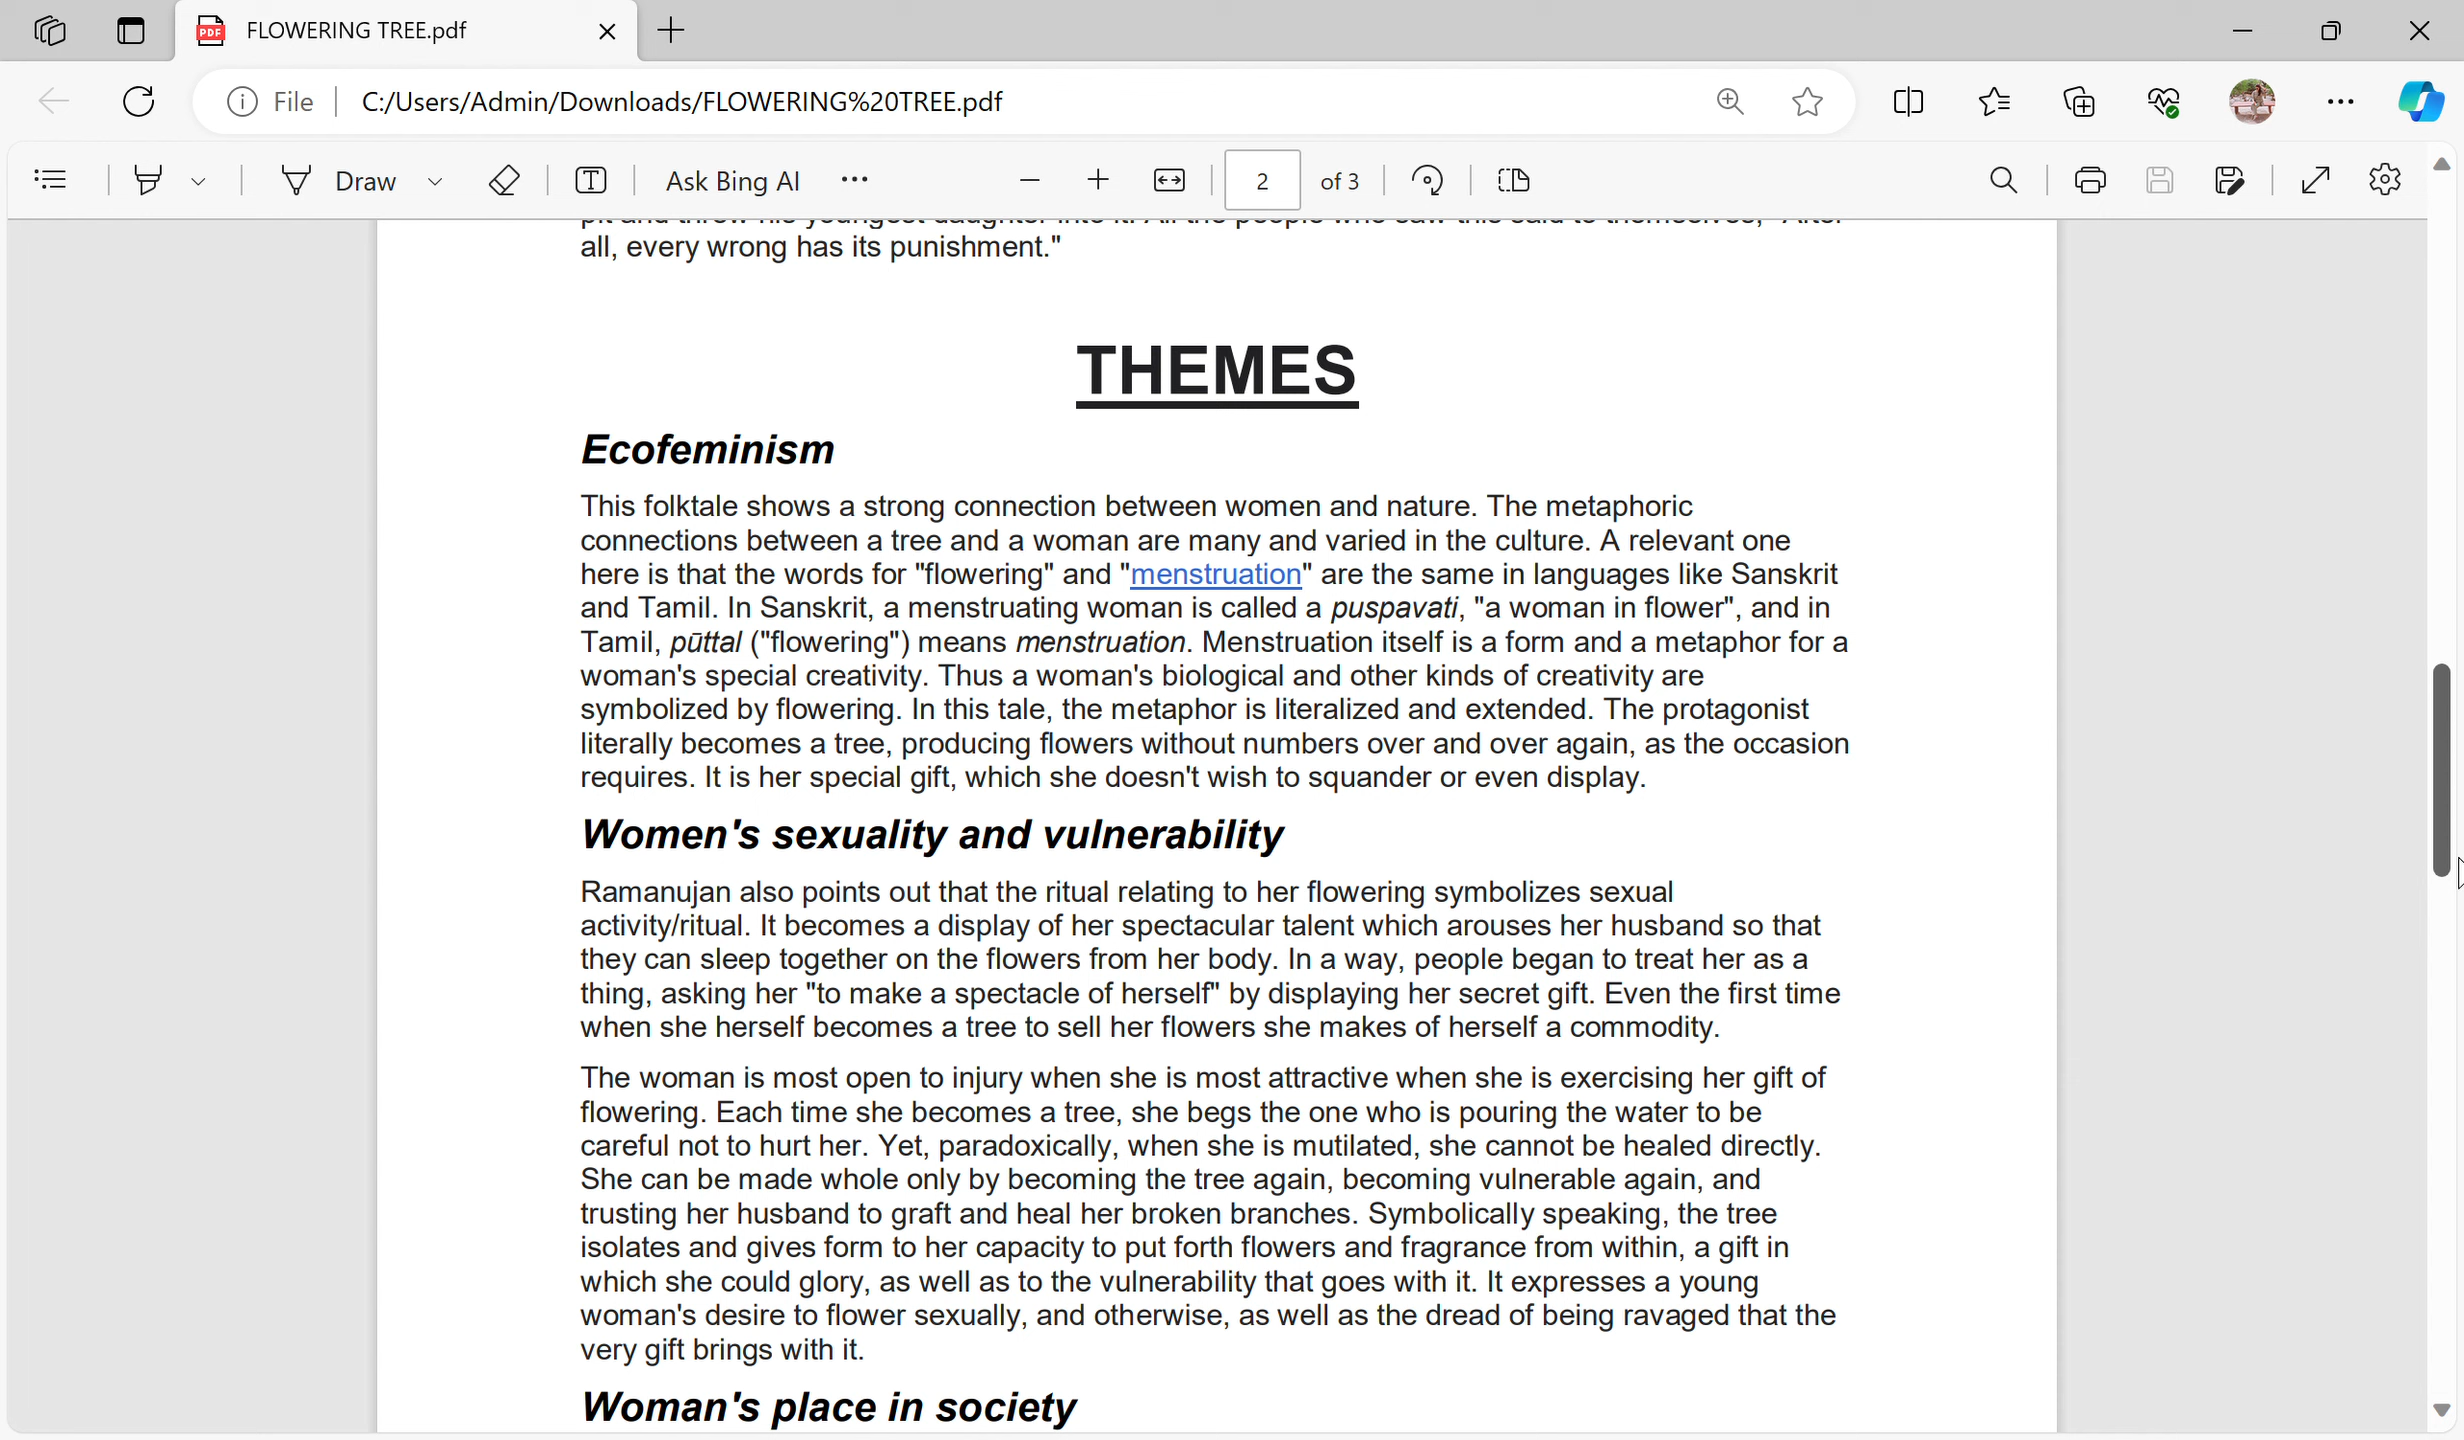 FLOWERING TREE.pdf
File
C:/Users/Admin/Downloads/FLOWERING%20TREE.pdf
Draw
Ask Bing AI
2
of 3
all, every wrong has its punishment."
THEMES
Ecofeminism
This folktale shows a strong connection between women and nature. The metaphoric
connections between a tree and a woman are many and varied in the culture. A relevant one
here is that the words for "flowering" and "menstruation" are the same in languages like Sanskrit
and Tamil. In Sanskrit, a menstruating woman is called a puspavati, "a woman in flower", and in
Tamil, pūttal ("flowering") means menstruation. Menstruation itself is a form and a metaphor for a
woman's special creativity. Thus a woman's biological and other kinds of creativity are
symbolized by flowering. In this tale, the metaphor is literalized and extended. The protagonist
literally becomes a tree, producing flowers without numbers over and over again, as the occasion
requires. It is her special gift, which she doesn't wish to squander or even display.
Women's sexuality and vulnerability
Ramanujan also points out that the ritual relating to her flowering symbolizes sexual
activity/ritual. It becomes a display of her spectacular talent which arouses her husband so that
they can sleep together on the flowers from her body. In a way, people began to treat her as a
thing, asking her "to make a spectacle of herself" by displaying her secret gift. Even the first time
when she herself becomes a tree to sell her flowers she makes of herself a commodity.
The woman is most open to injury when she is most attractive when she is exercising her gift of
flowering. Each time she becomes a tree, she begs the one who is pouring the water to be
careful not to hurt her. Yet, paradoxically, when she is mutilated, she cannot be healed directly.
She can be made whole only by becoming the tree again, becoming vulnerable again, and
trusting her husband to graft and heal her broken branches. Symbolically speaking, the tree
isolates and gives form to her capacity to put forth flowers and fragrance from within, a gift in
which she could glory, as well as to the vulnerability that goes with it. It expresses a young
woman's desire to flower sexually, and otherwise, as well as the dread of being ravaged that the
very gift brings with it.
Woman's place in society